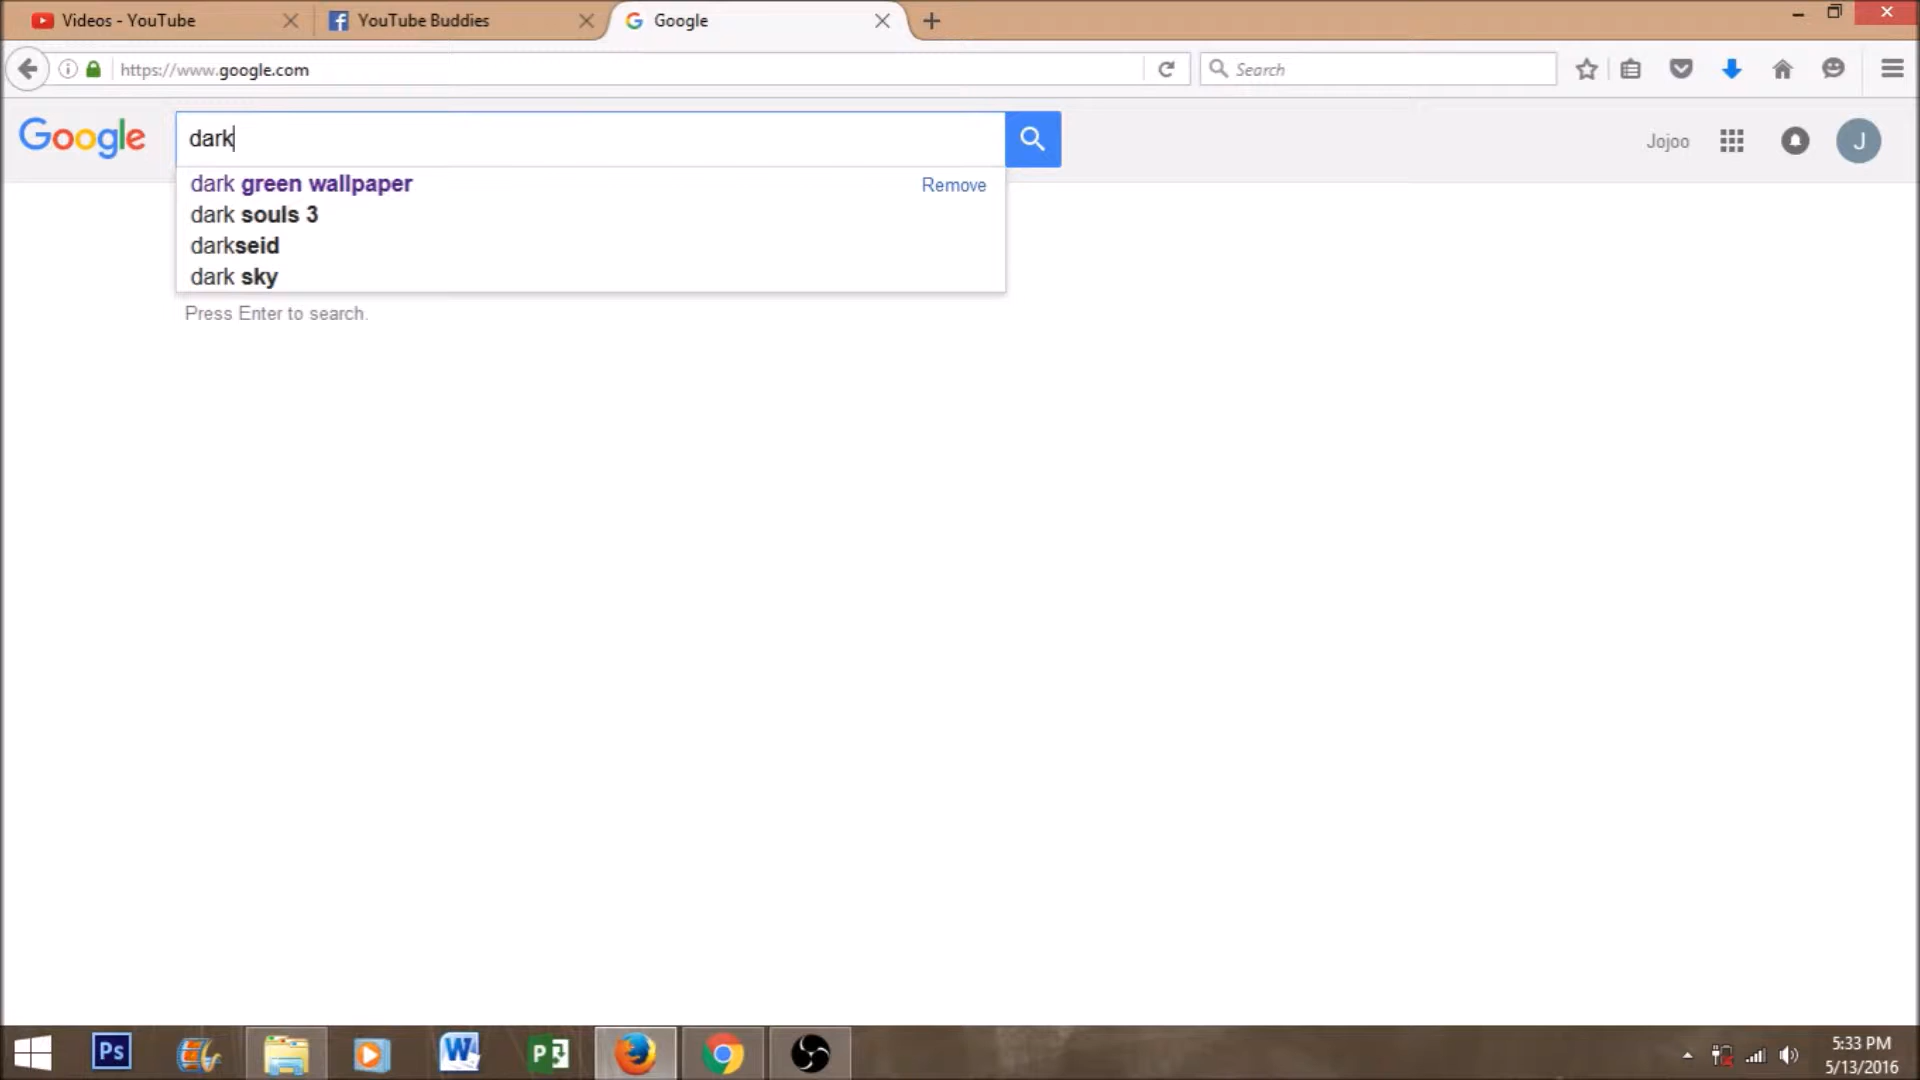 Videos - YouTube
YouTube Buddies
Google
https://www.google.com
Search
Google
dark
Jojoo
J
dark green wallpaper
Remove
dark souls 3
darkseid
dark sky
Press Enter to search.
Ps
W
P
5:33 PM
5/13/2016